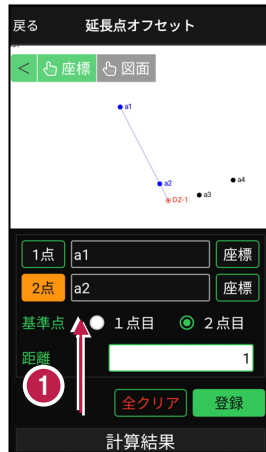 戻る 延長点オフセット
< 座標 図面
a1
a2
a4
a3
DZ-1
1点 a1 座標
2点 a2 座標
基準点 1点目 2点目
距離 1
1
全クリア 登録
計算結果